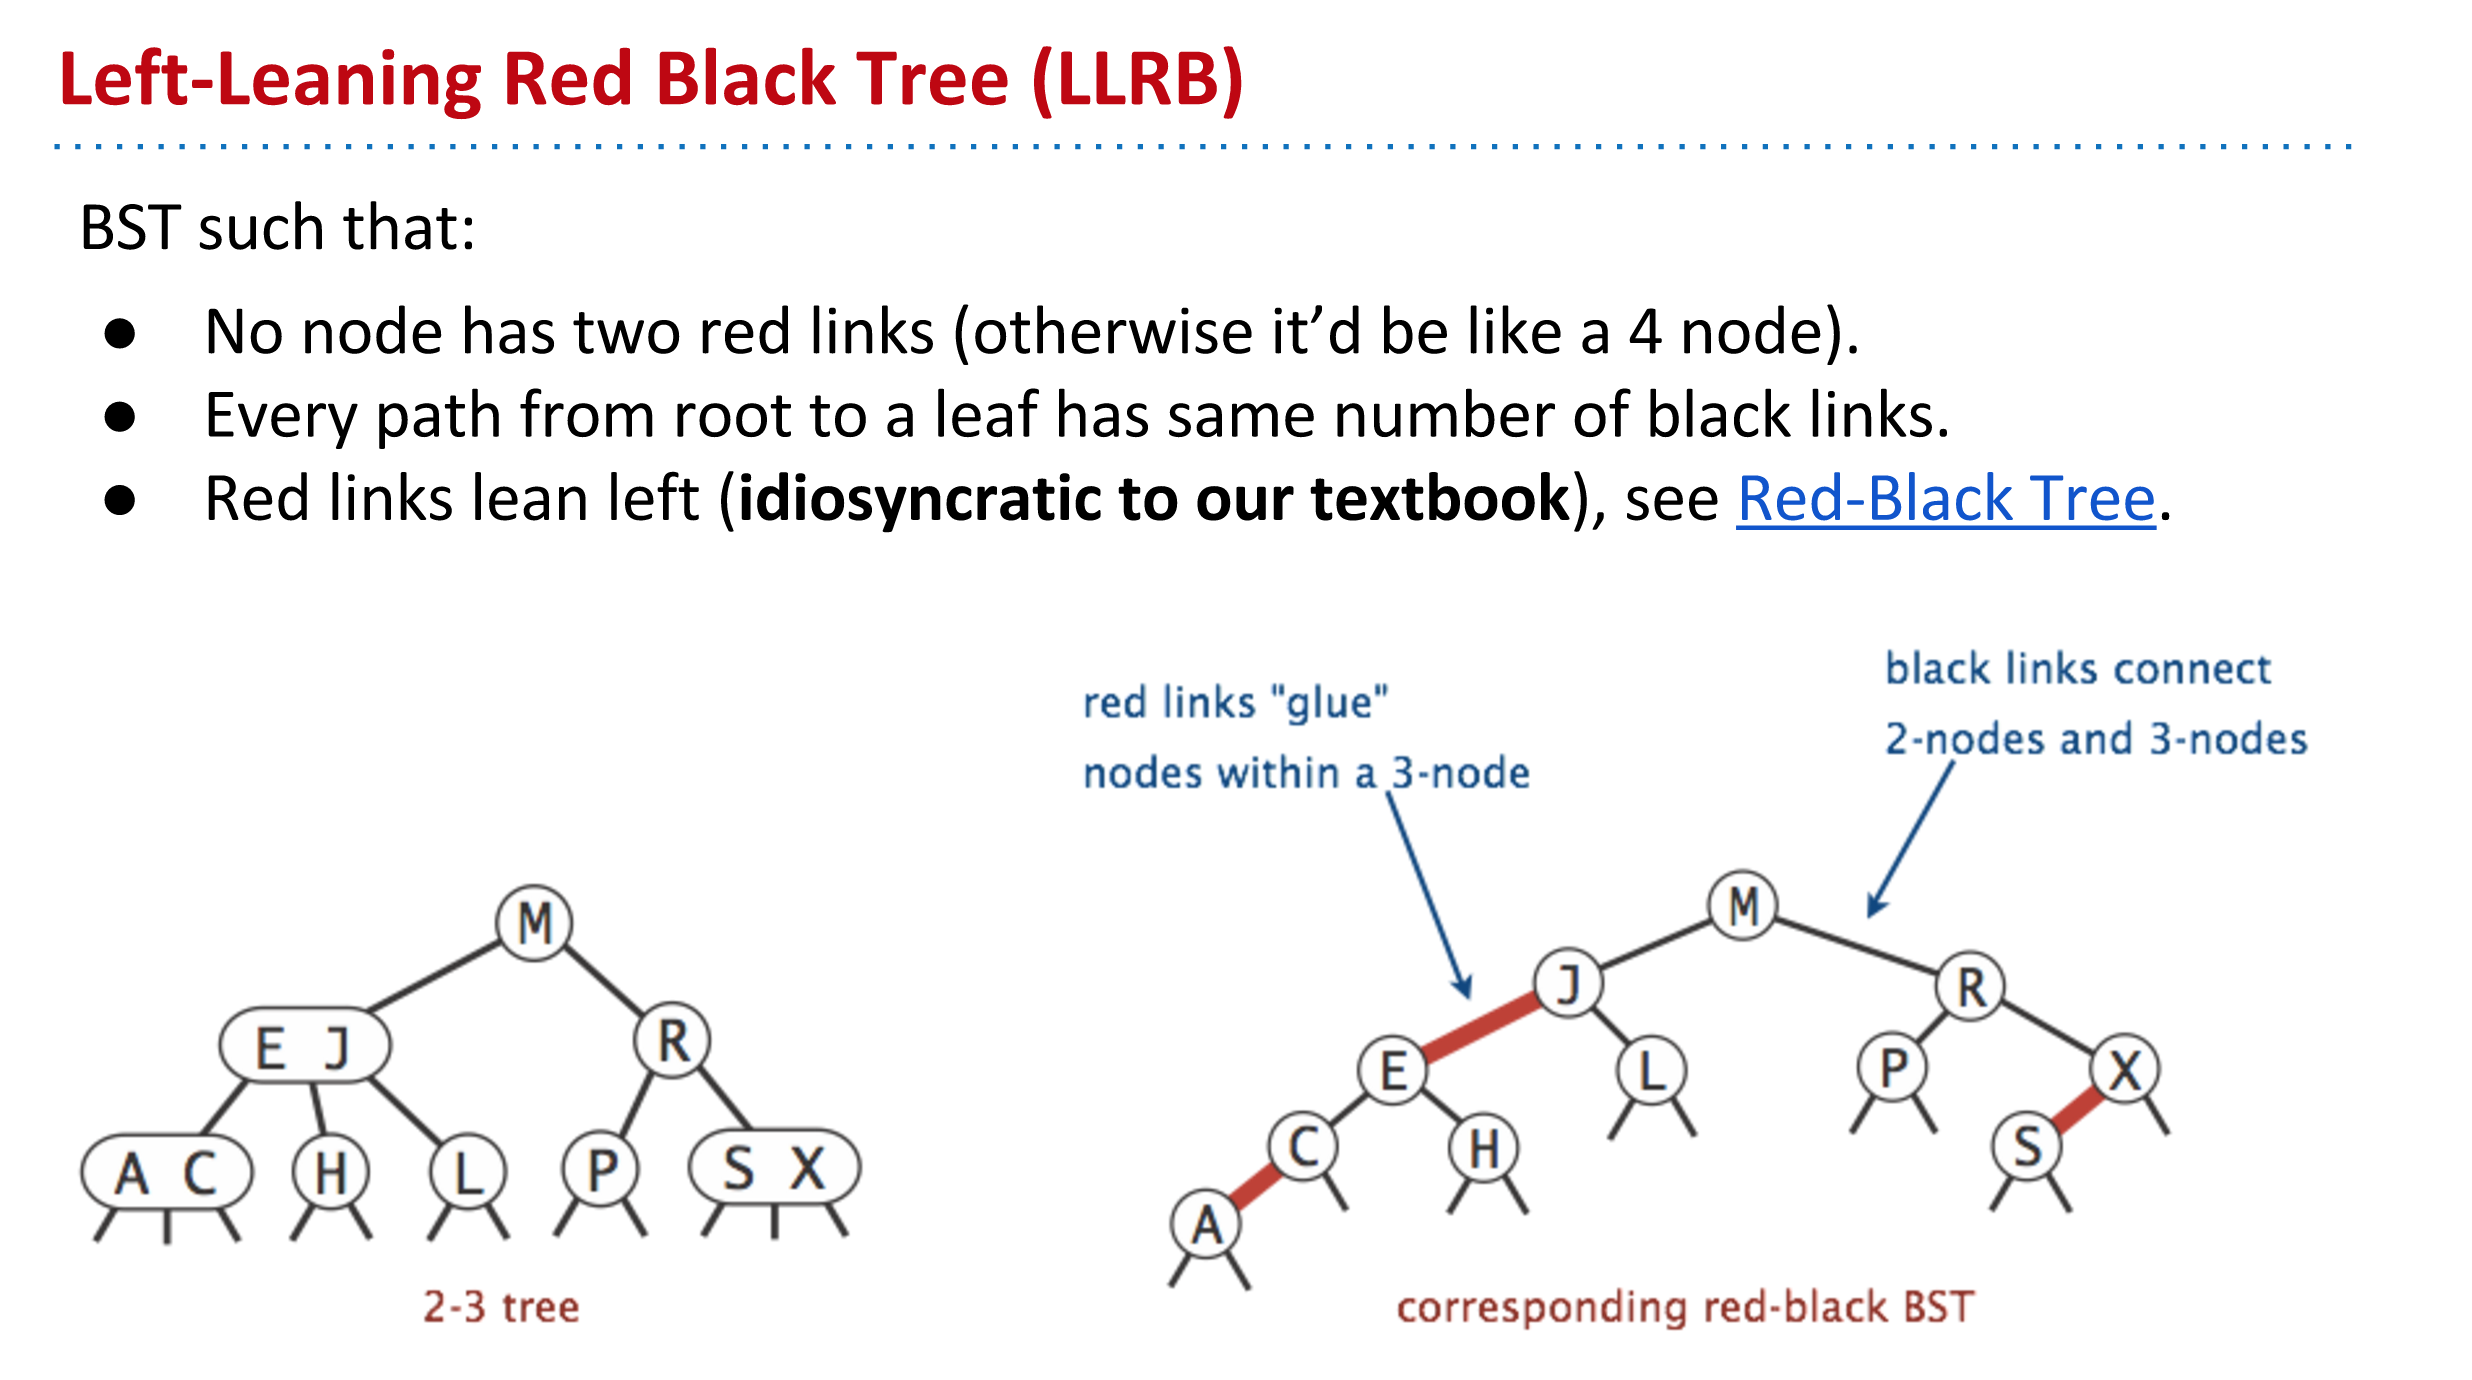 Left-Leaning Red Black Tree (LLRB)
BST such that:
● No node has two red links (otherwise it’d be like a 4 node).
● Every path from root to a leaf has same number of black links.
● Red links lean left (idiosyncratic to our textbook), see Red-Black Tree.
M
E J
R
A C
H
L
P
S X
2-3 tree
red links "glue"
nodes within a 3-node
black links connect
2-nodes and 3-nodes
M
J
R
E
L
P
X
C
H
S
A
corresponding red-black BST